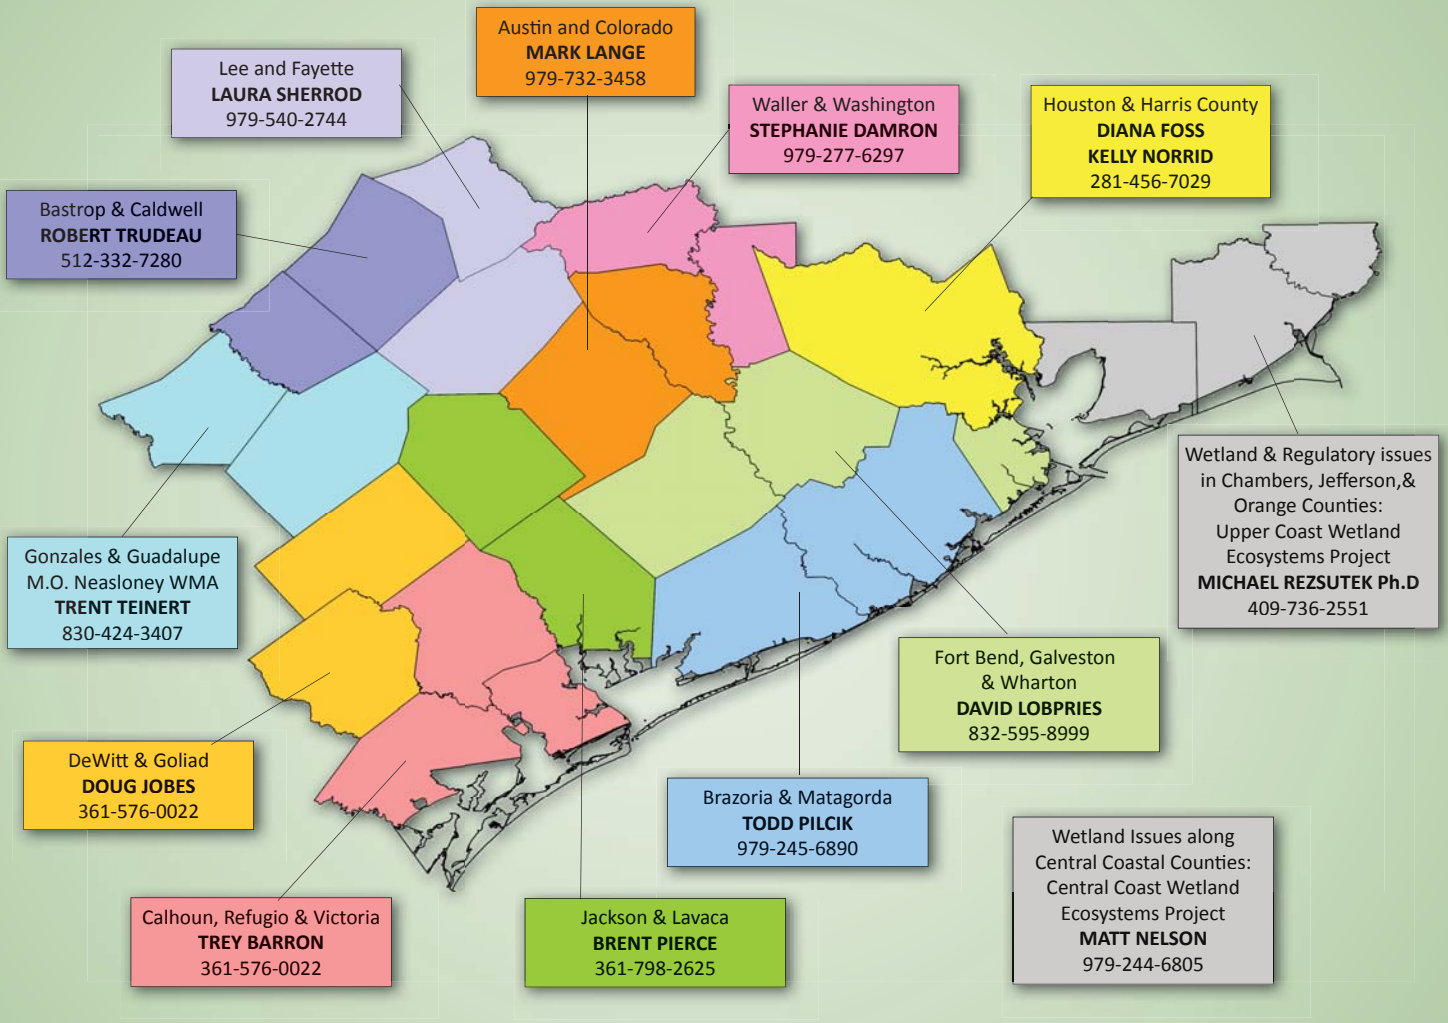 Austin and Colorado
MARK LANGE
979-732-3458
Lee and Fayette
LAURA SHERROD
979-540-2744
Waller & Washington
STEPHANIE DAMRON
979-277-6297
Houston & Harris County
DIANA FOSS
KELLY NORRID
281-456-7029
Bastrop & Caldwell
ROBERT TRUDEAU
512-332-7280
Wetland & Regulatory issues
in Chambers, Jefferson,&
Orange Counties:
Upper Coast Wetland
Ecosystems Project
MICHAEL REZSUTEK Ph.D
409-736-2551
Gonzales & Guadalupe
M.O. Neasloney WMA
TRENT TEINERT
830-424-3407
Fort Bend, Galveston
& Wharton
DAVID LOBPRIES
832-595-8999
DeWitt & Goliad
DOUG JOBES
361-576-0022
Brazoria & Matagorda
TODD PILCIK
979-245-6890
Wetland Issues along
Central Coastal Counties:
Central Coast Wetland
Ecosystems Project
MATT NELSON
979-244-6805
Calhoun, Refugio & Victoria
TREY BARRON
361-576-0022
Jackson & Lavaca
BRENT PIERCE
361-798-2625